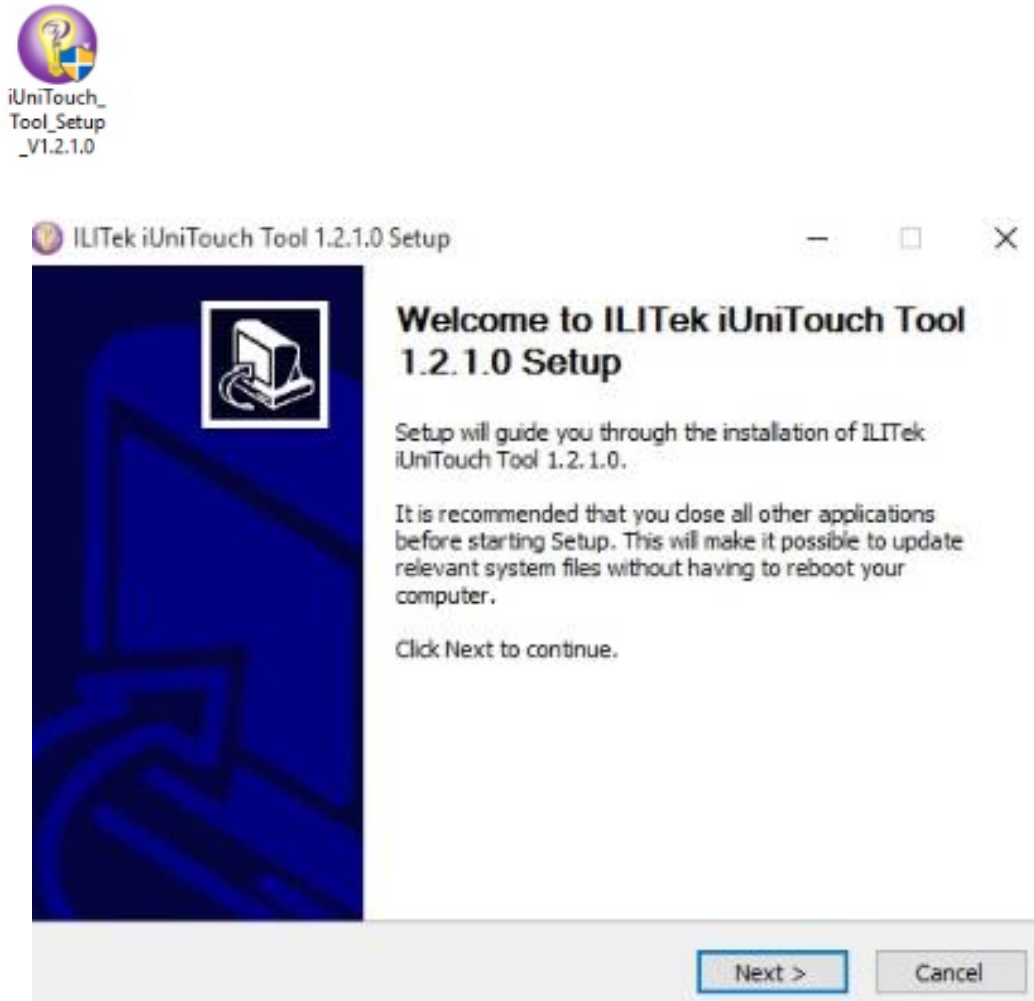 iUniTouch_
Tool_Setup
_V1.2.1.0
ILITek iUniTouch Tool 1.2.1.0 Setup
Welcome to ILITek iUniTouch Tool
1.2.1.0 Setup
Setup will guide you through the installation of ILITek
iUniTouch Tool 1.2.1.0.
It is recommended that you close all other applications
before starting Setup. This will make it possible to update
relevant system files without having to reboot your
computer.
Click Next to continue.
Next >
Cancel